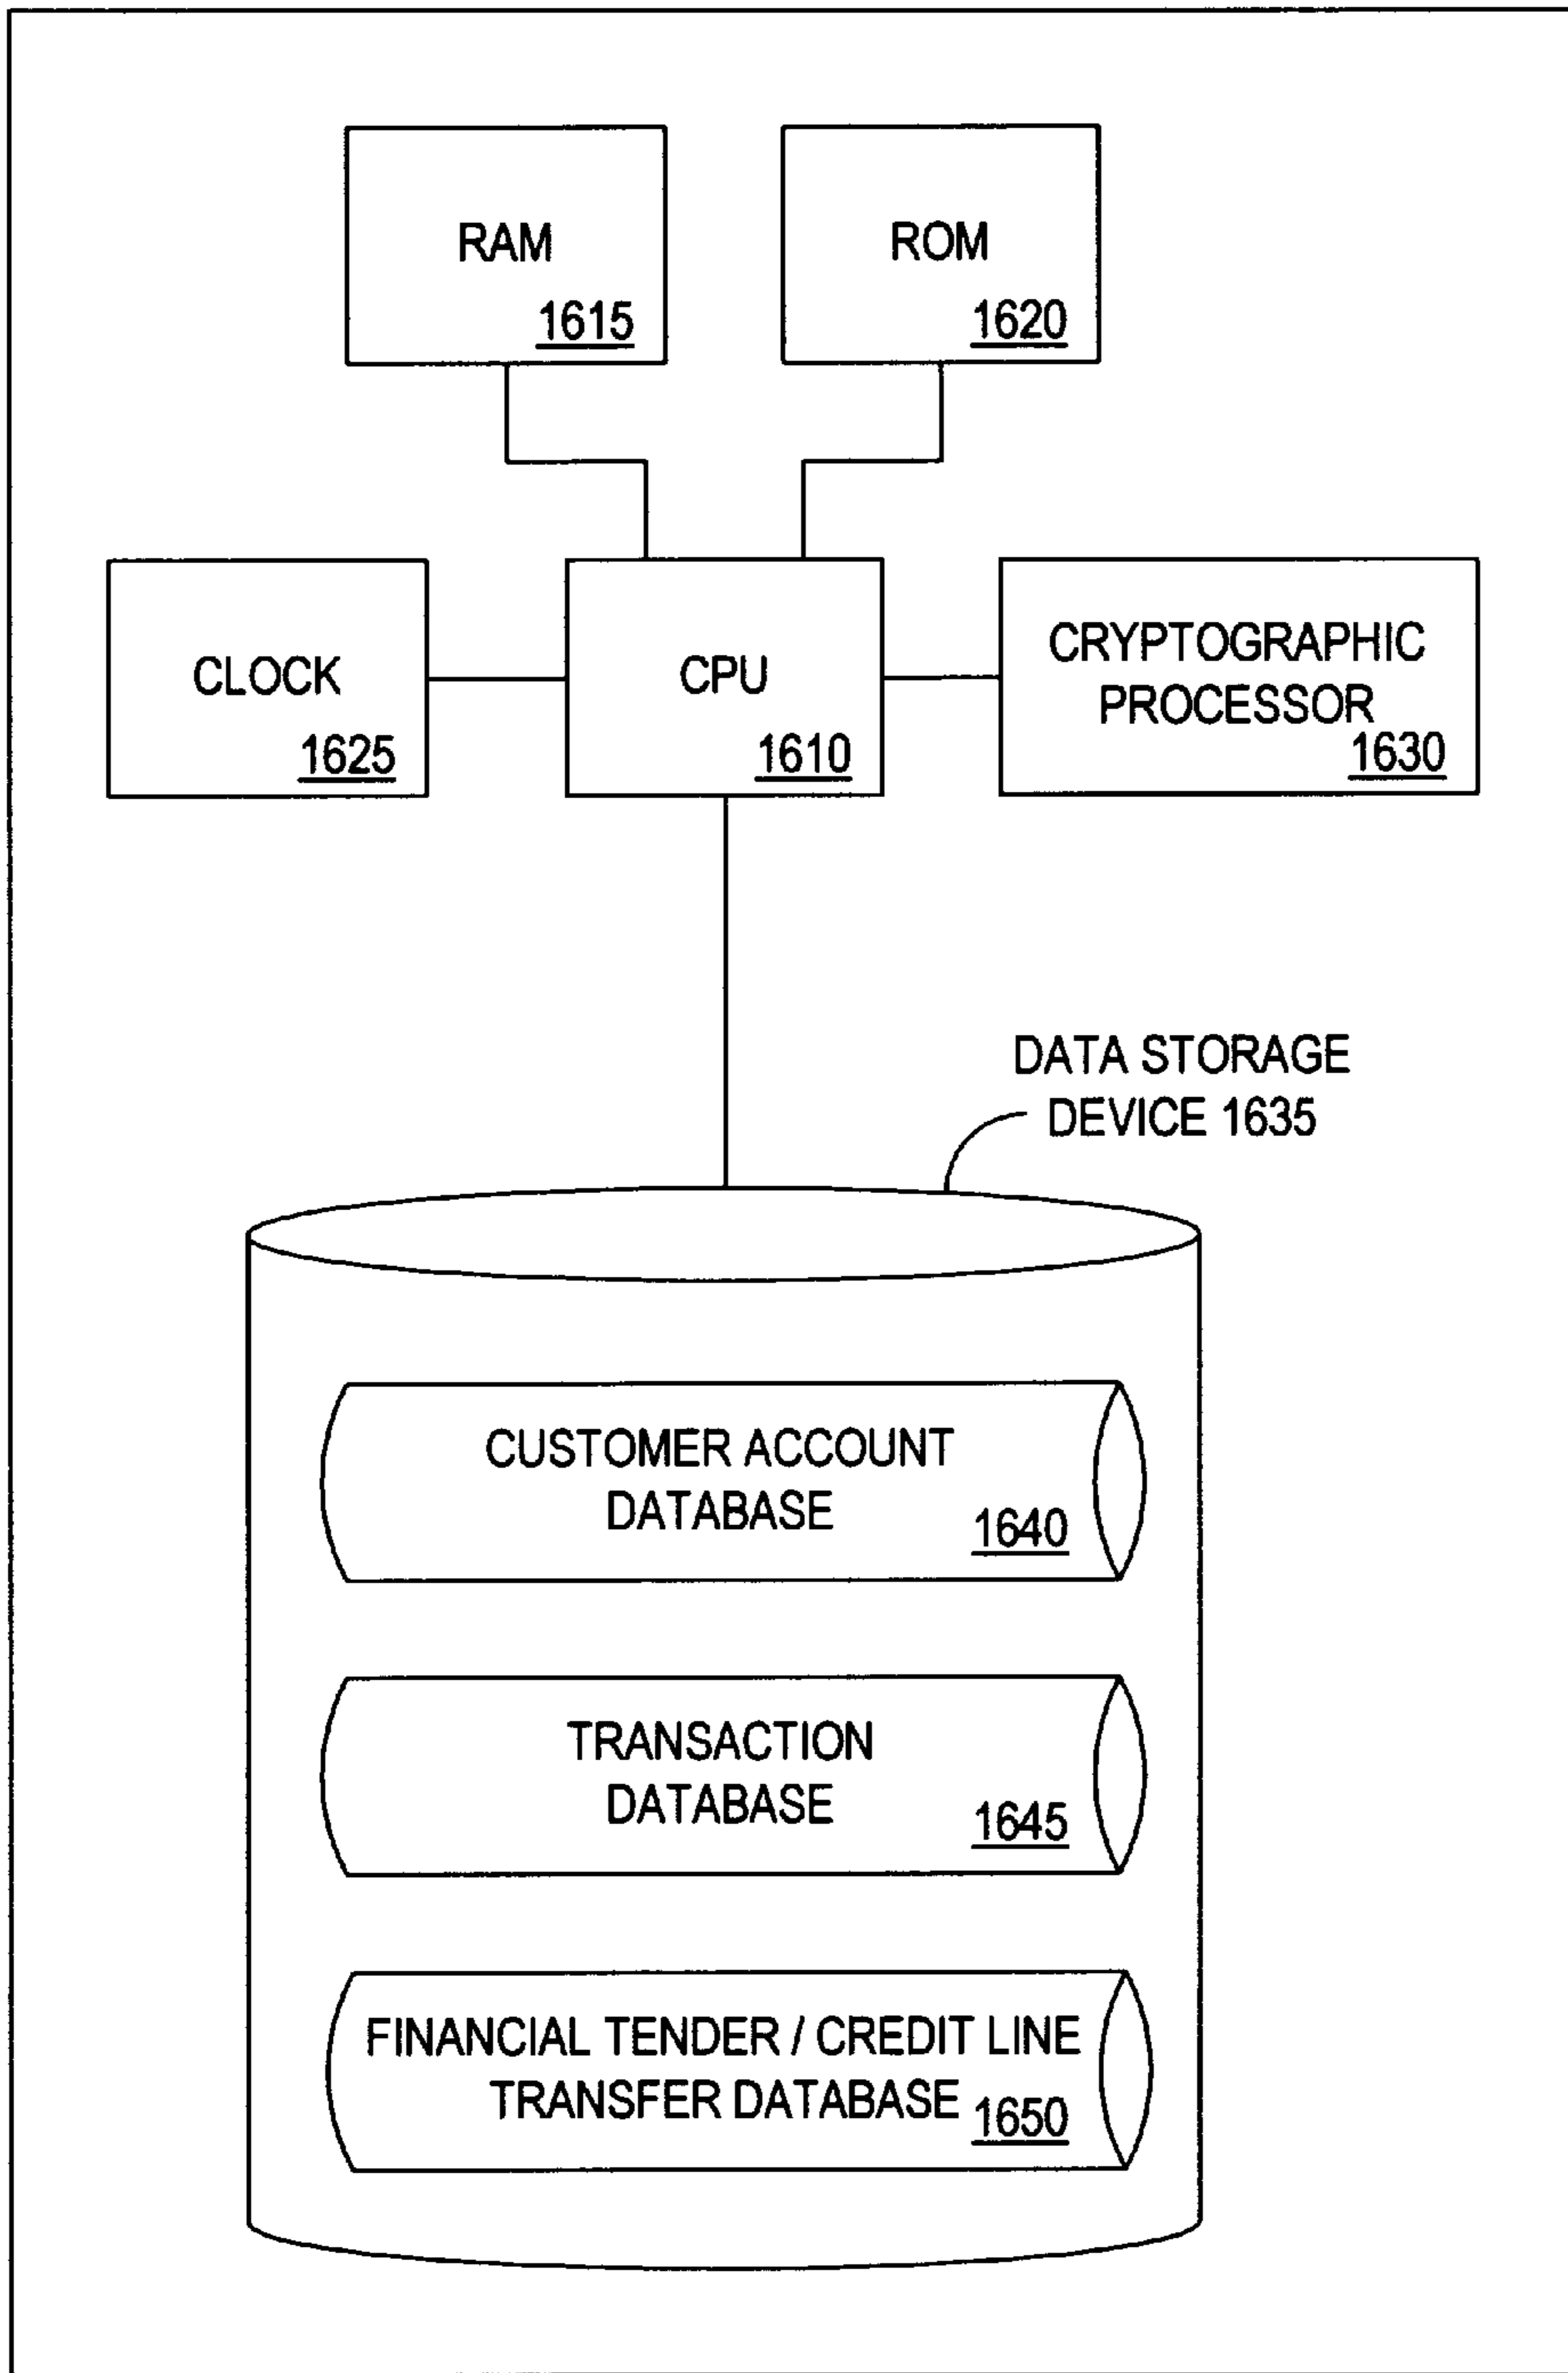 RAM
1615
ROM
1620
CLOCK
1625
CPU
1610
CRYPTOGRAPHIC
PROCESSOR
1630
DATA STORAGE
DEVICE 1635
CUSTOMER ACCOUNT
DATABASE
1640
TRANSACTION
DATABASE
1645
FINANCIAL TENDER / CREDIT LINE
TRANSFER DATABASE
1650